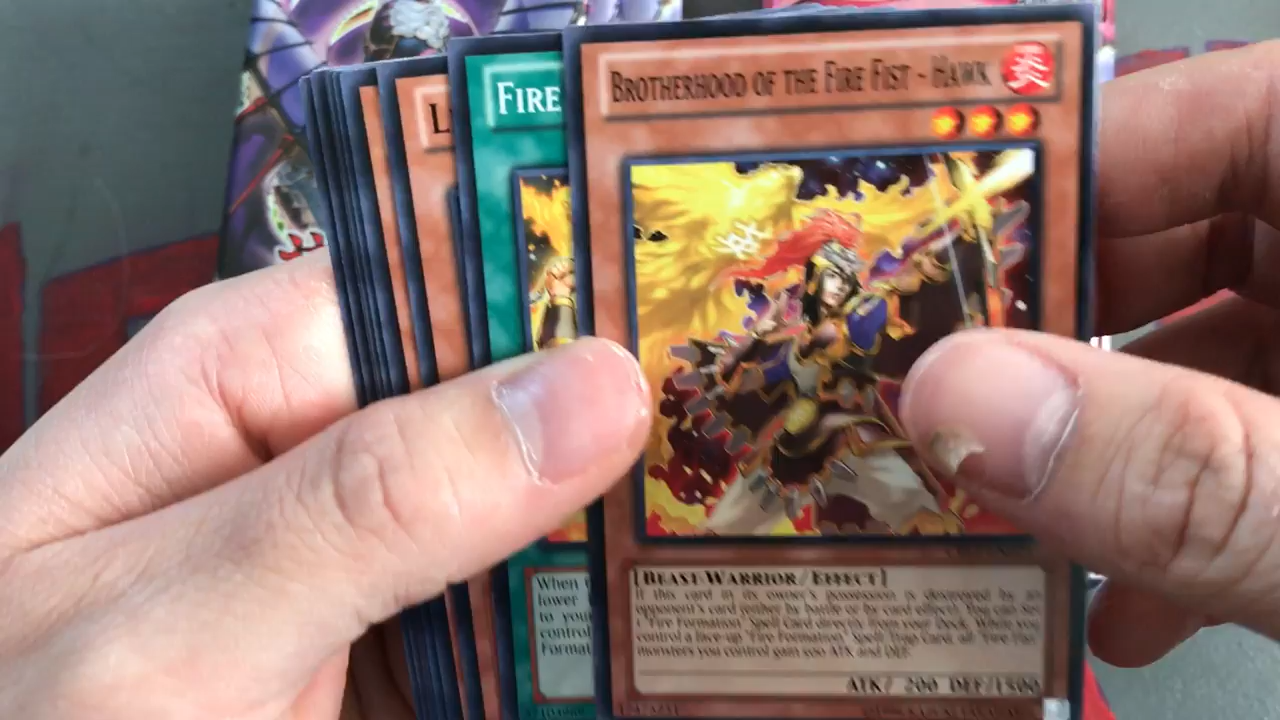 BROTHERHOOD OF THE FIRE FIST - HAWK
炎
FIRE
L
[BEAST-WARRIOR/EFFECT]
If this card in its owner's possession is destroyed by an
opponent's card (either by battle or by card effect): You can Set
"Fire Formation" Spell Card directly from your Deck. While you
control a face-up "Fire Formation" Spell/Trap Card, all "Fire Fist"
monsters you control gain 200 ATK and DEF.
ATK/ 200 DEF/1500
When
lower
to your
control
Format